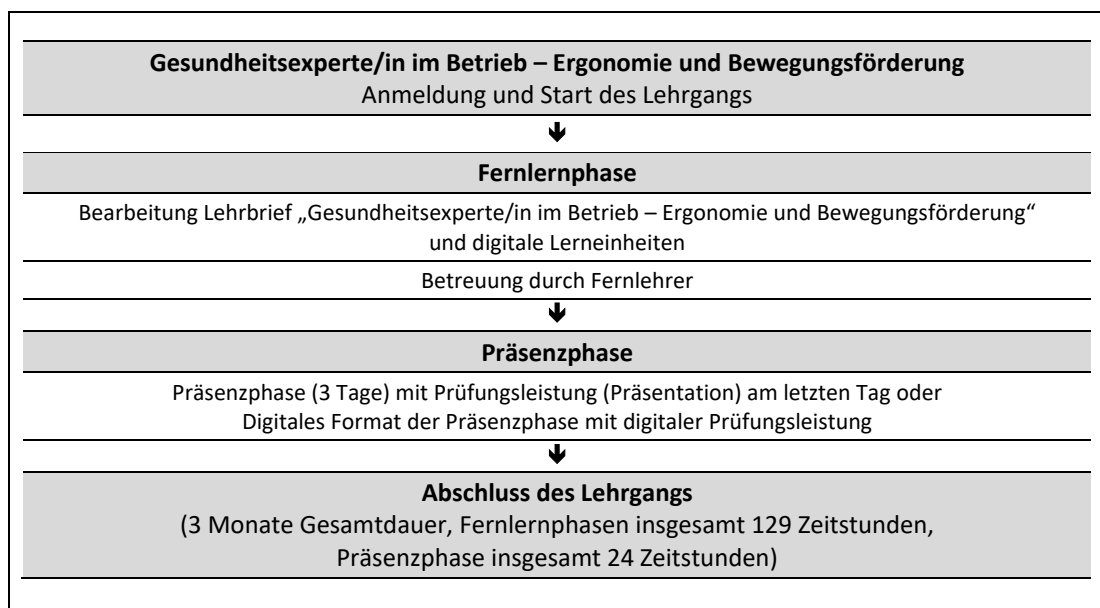 Gesundheitsexperte/in im Betrieb – Ergonomie und Bewegungsförderung
Anmeldung und Start des Lehrgangs
Fernlernphase
Bearbeitung Lehrbrief „Gesundheitsexperte/in im Betrieb – Ergonomie und Bewegungsförderung“
und digitale Lerneinheiten
Betreuung durch Fernlehrer
Präsenzphase
Präsenzphase (3 Tage) mit Prüfungsleistung (Präsentation) am letzten Tag oder
Digitales Format der Präsenzphase mit digitaler Prüfungsleistung
Abschluss des Lehrgangs
(3 Monate Gesamtdauer, Fernlernphasen insgesamt 129 Zeitstunden,
Präsenzphase insgesamt 24 Zeitstunden)